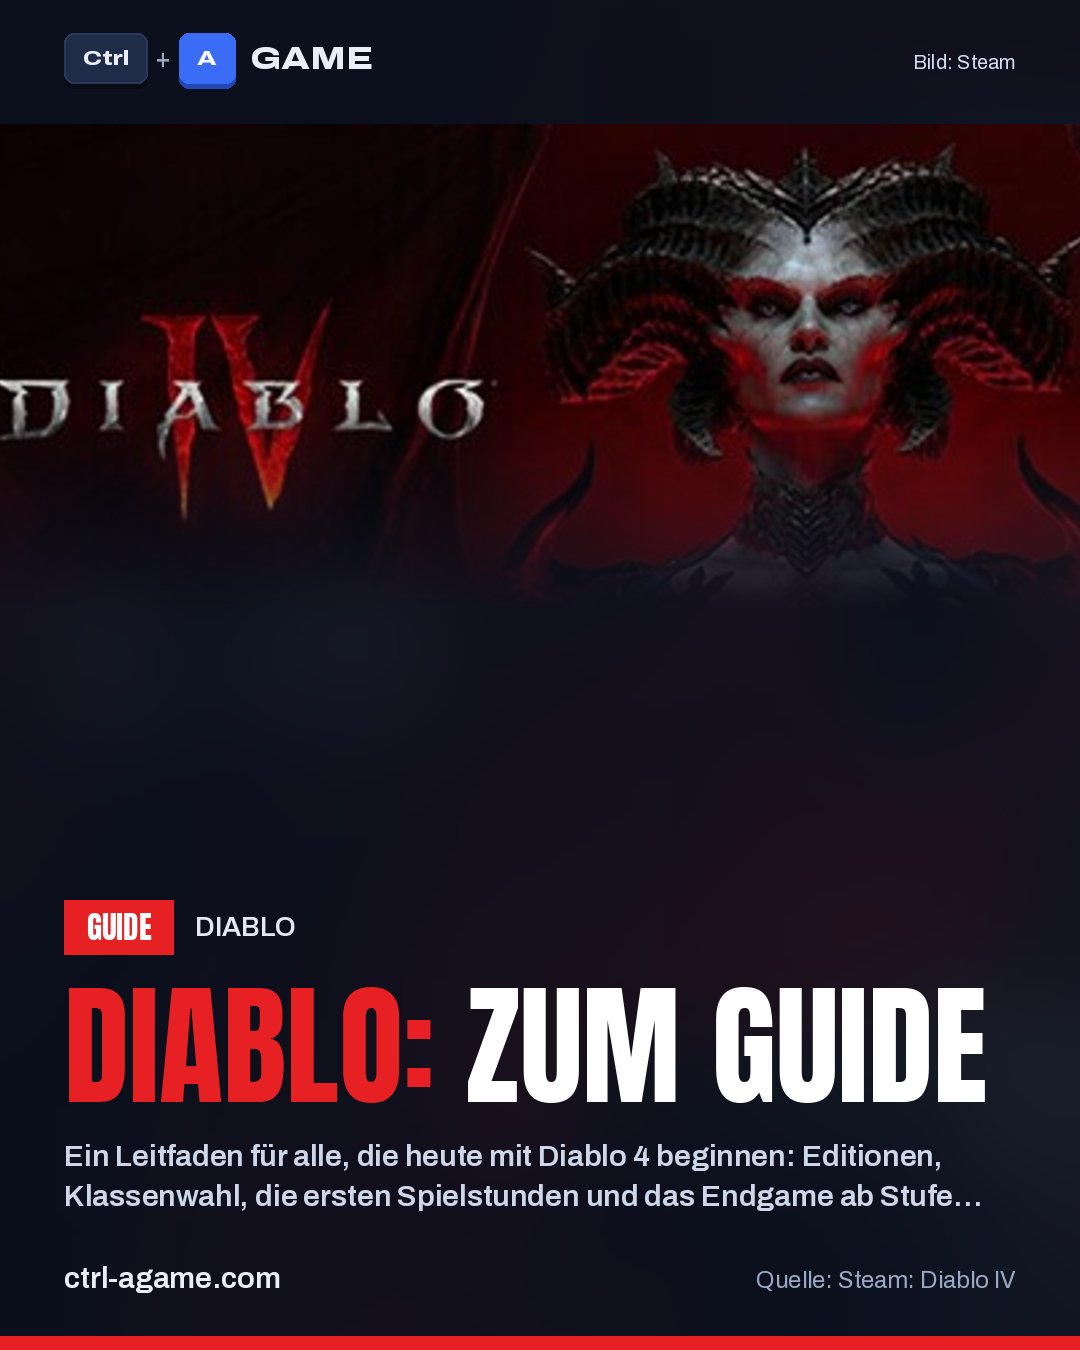 Ctrl + A GAME
Bild: Steam
DIABLO
IV
GUIDE DIABLO
DIABLO: ZUM GUIDE
Ein Leitfaden für alle, die heute mit Diablo 4 beginnen: Editionen,
Klassenwahl, die ersten Spielstunden und das Endgame ab Stufe...
ctrl-agame.com
Quelle: Steam: Diablo IV